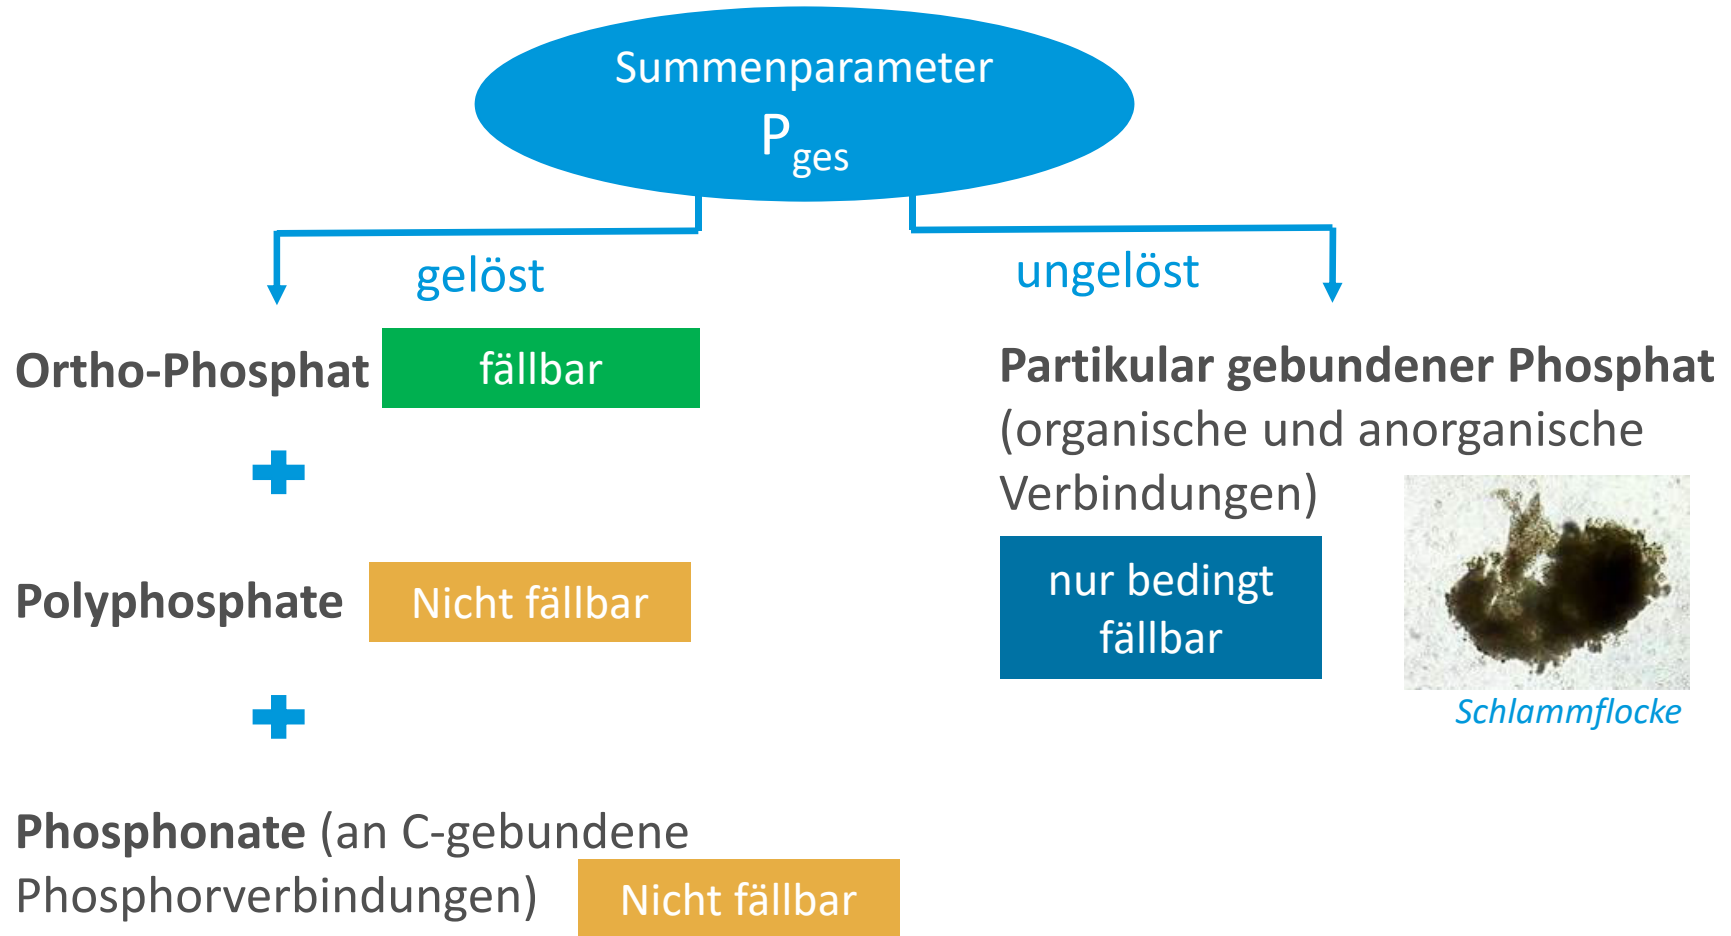 Summenparameter
P_ges
gelöst
ungelöst
Ortho-Phosphat
fällbar
Polyphosphate
Nicht fällbar
Phosphonate (an C-gebundene
Phosphorverbindungen)
Nicht fällbar
Partikular gebundener Phosphat
(organische und anorganische
Verbindungen)
nur bedingt
fällbar
Schlammflocke